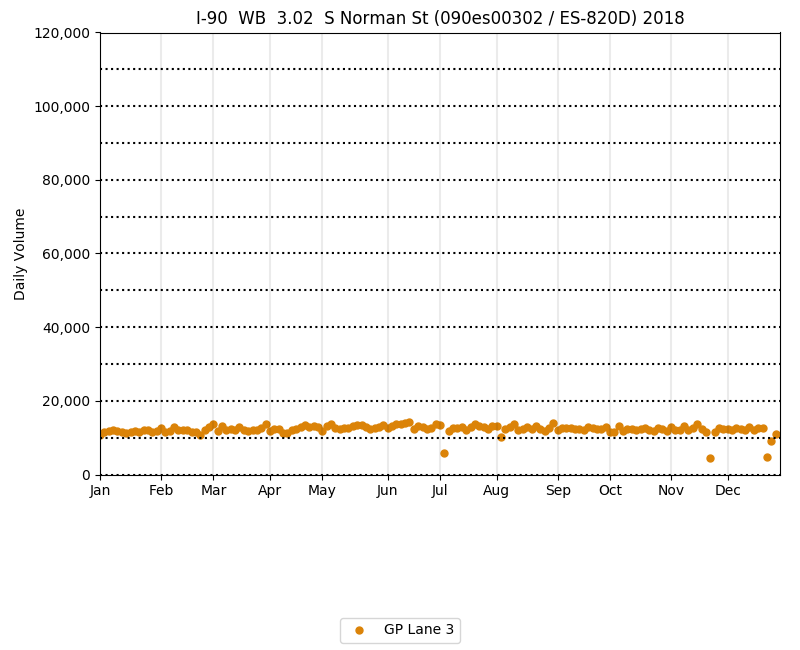 I-90 WB 3.02 S Norman St (090es00302 / ES-820D) 2018
120,000
100,000
80,000
60,000
40,000
20,000
0
Daily Volume
Jan Feb Mar Apr May Jun Jul Aug Sep Oct Nov Dec
GP Lane 3